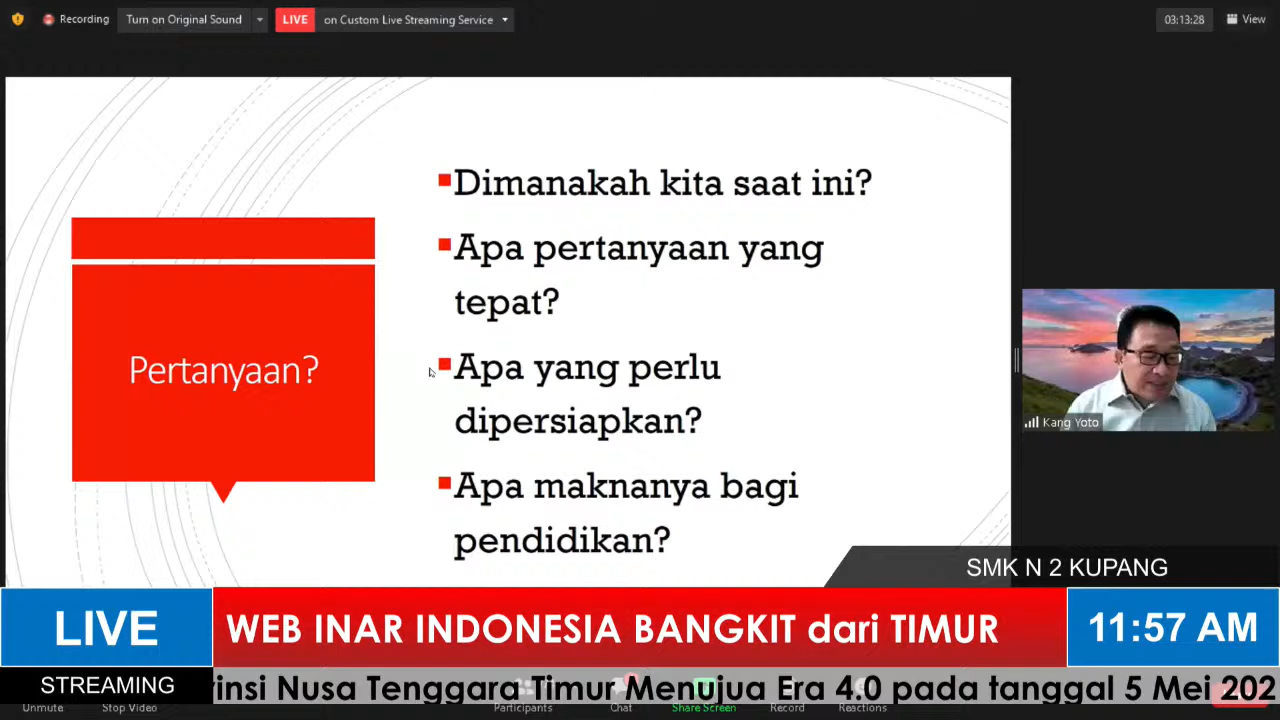 Recording
Turn on Original Sound
LIVE
on Custom Live Streaming Service
03:13:28
View
Dimanakah kita saat ini?
Apa pertanyaan yang
tepat?
Pertanyaan?
Apa yang perlu
dipersiapkan?
Apa maknanya bagi
pendidikan?
Kang Yoto
SMK N 2 KUPANG
LIVE
WEB INAR INDONESIA BANGKIT dari TIMUR
11:57 AM
STREAMING
insi Nusa Tenggara Timur Menujua Era 4.0 pada tanggal 5 Mei 202
Unmute
Stop Video
Participants
Chat
Share Screen
Record
Reactions